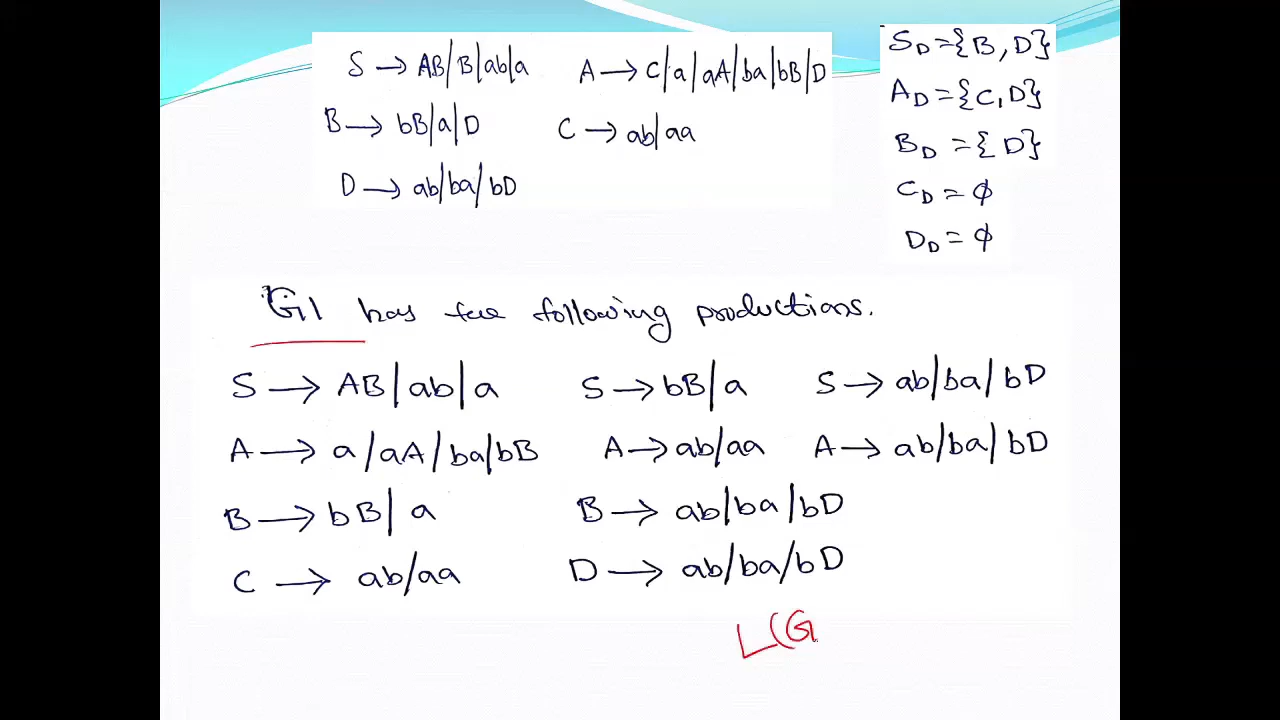 S → AB|B|ab|a A → C|a|aA|ba|bB|D
B → bB|a|D C → ab|aa
D → ab|ba|bD
S_D = {B, D}
A_D = {C, D}
B_D = {D}
C_D = φ
D_D = φ
G1 has the following productions.
S → AB|ab|a S → bB|a S → ab|ba|bD
A → a|aA|ba|bB A → ab|aa A → ab|ba|bD
B → bB|a B → ab|ba|bD
C → ab|aa D → ab|ba|bD
L(G